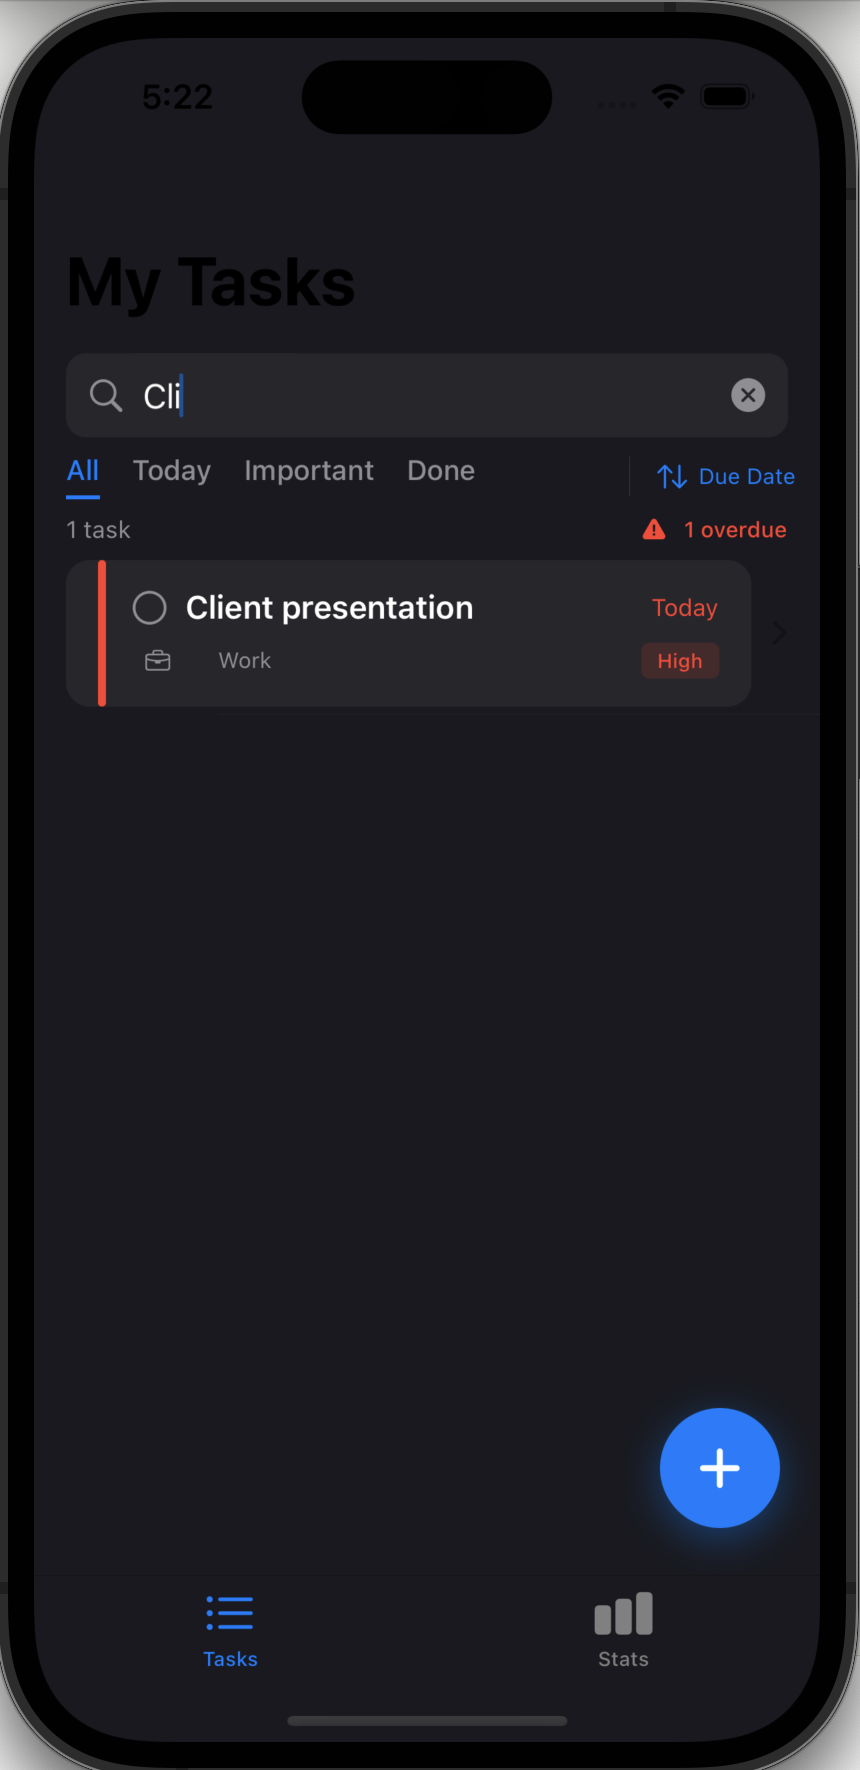 5:22
My Tasks
Cli
All Today Important Done Due Date
1 task 1 overdue
Client presentation Today
Work High
Tasks Stats